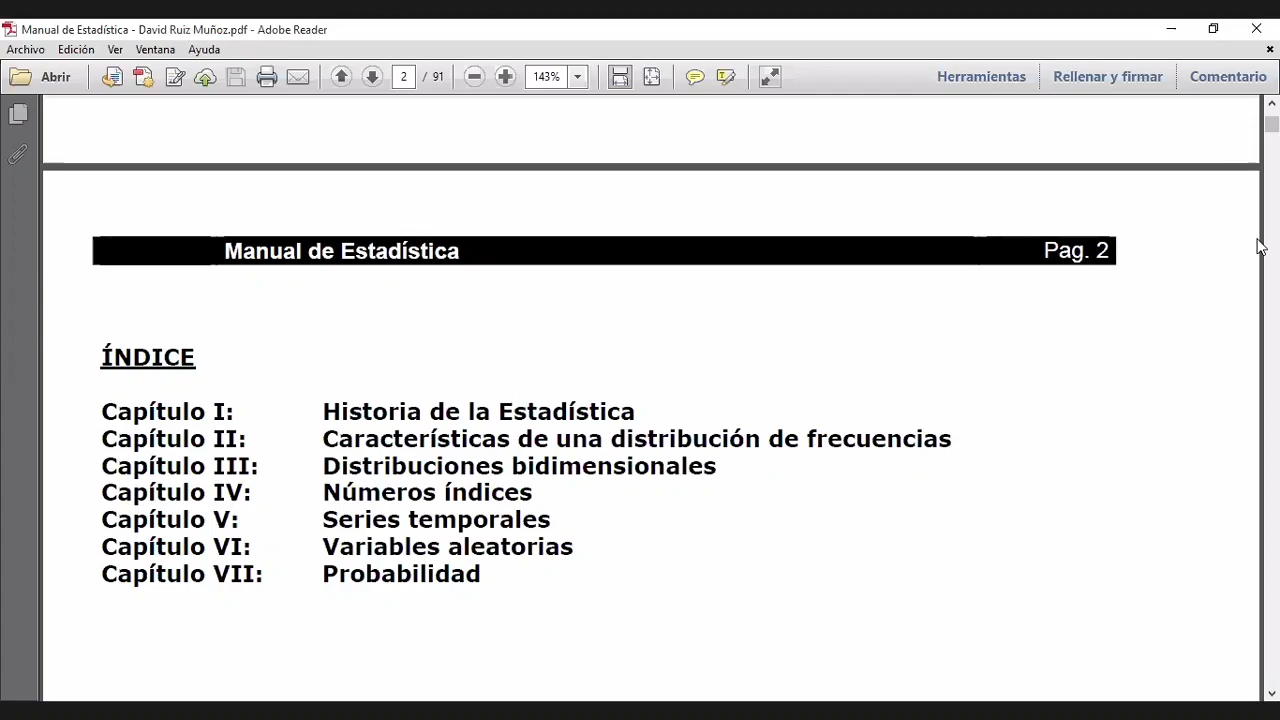 Manual de Estadística - David Ruiz Muñoz.pdf - Adobe Reader
Archivo Edición Ver Ventana Ayuda
Abrir 2 / 91 143% Herramientas Rellenar y firmar Comentario
Manual de Estadística Pag. 2
ÍNDICE
Capítulo I: Historia de la Estadística
Capítulo II: Características de una distribución de frecuencias
Capítulo III: Distribuciones bidimensionales
Capítulo IV: Números índices
Capítulo V: Series temporales
Capítulo VI: Variables aleatorias
Capítulo VII: Probabilidad